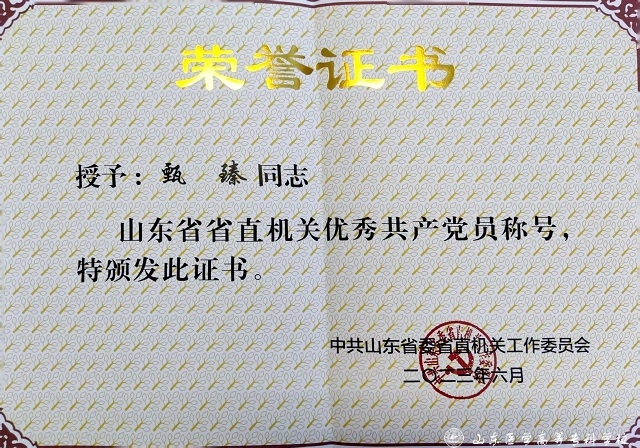 荣誉证书
授予：甄 臻同志
山东省省直机关优秀共产党员称号，
特颁发此证书。
中共山东省委省直机关工作委员会
二〇二三年六月